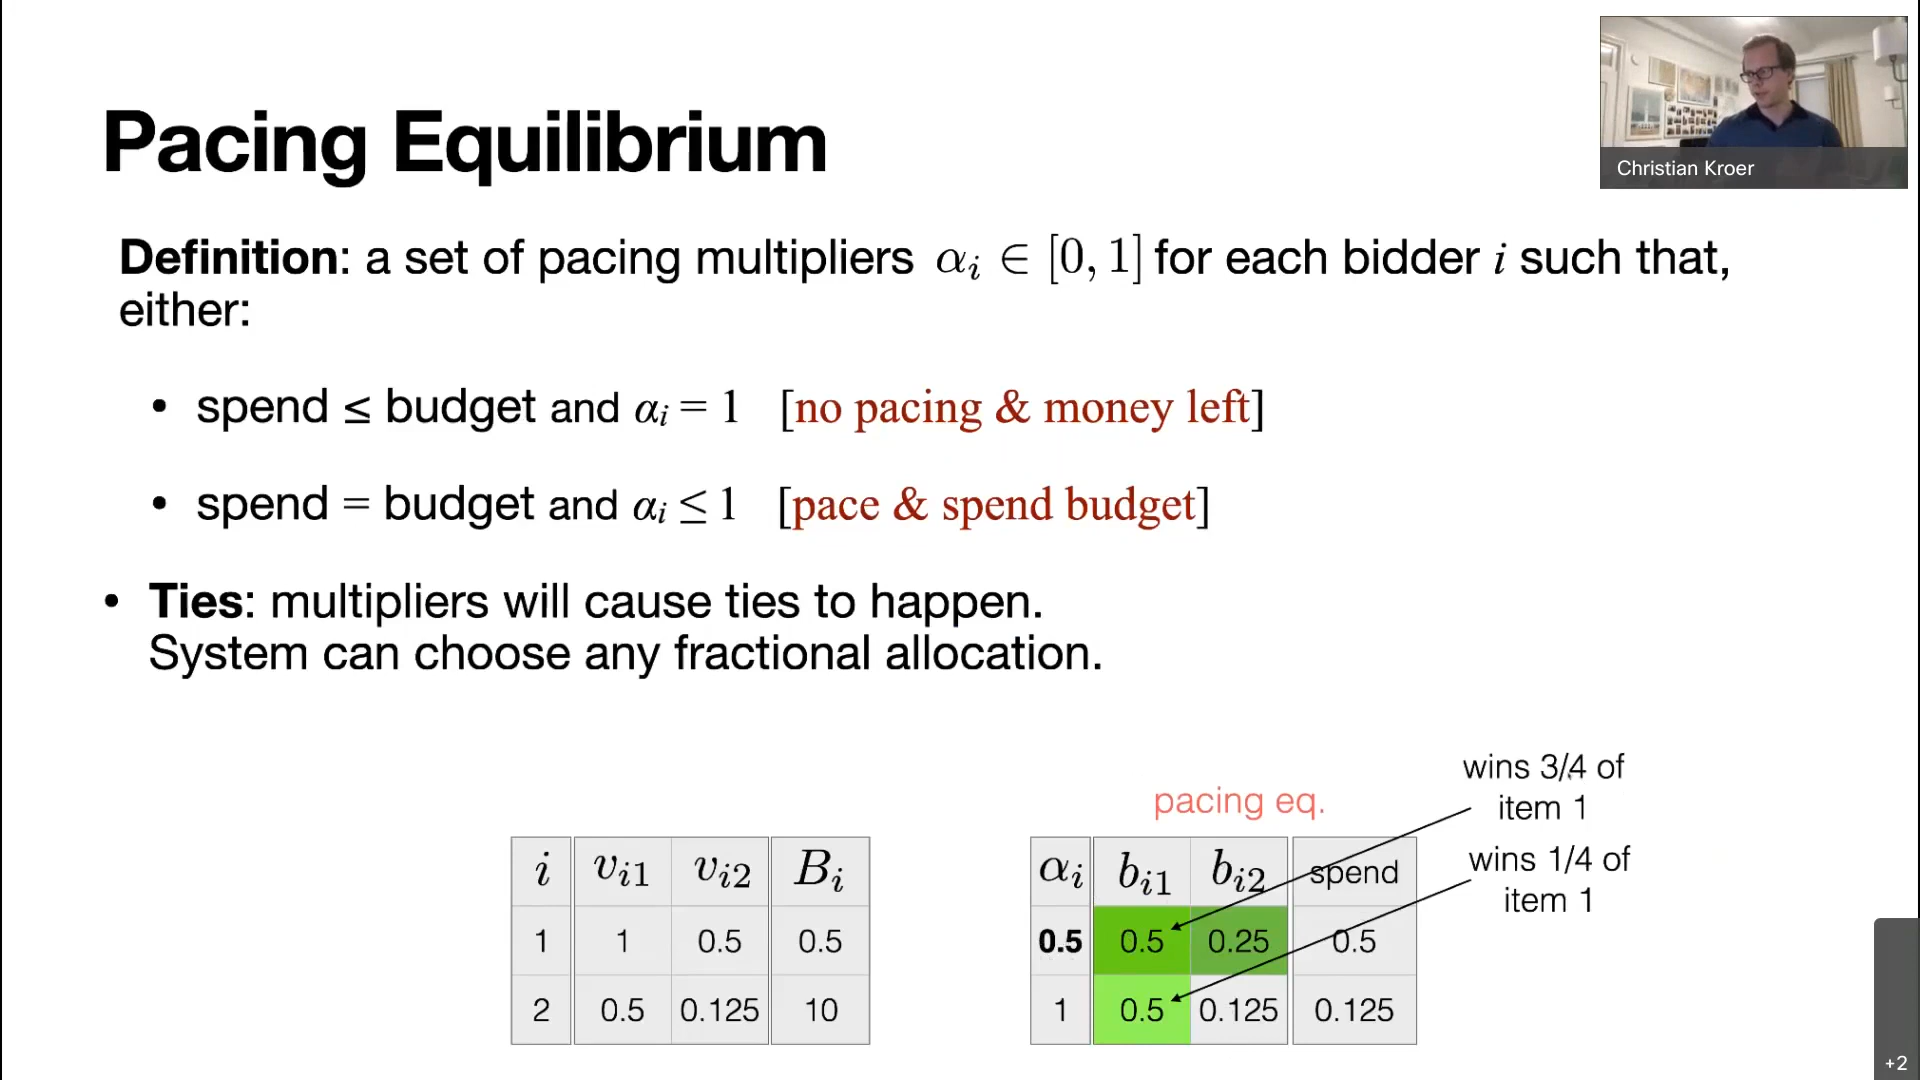 Christian Kroer
Pacing Equilibrium
Definition: a set of pacing multipliers αᵢ ∈ [0, 1] for each bidder i such that,
either:
• spend ≤ budget and αᵢ = 1 [no pacing & money left]
• spend = budget and αᵢ ≤ 1 [pace & spend budget]
• Ties: multipliers will cause ties to happen.
System can choose any fractional allocation.
i vᵢ₁ vᵢ₂ Bᵢ
1 1 0.5 0.5
2 0.5 0.125 10
pacing eq.
αᵢ bᵢ₁ bᵢ₂ spend
0.5 0.5 0.25 0.5
1 0.5 0.125 0.125
wins 3/4 of
item 1
wins 1/4 of
item 1
+2